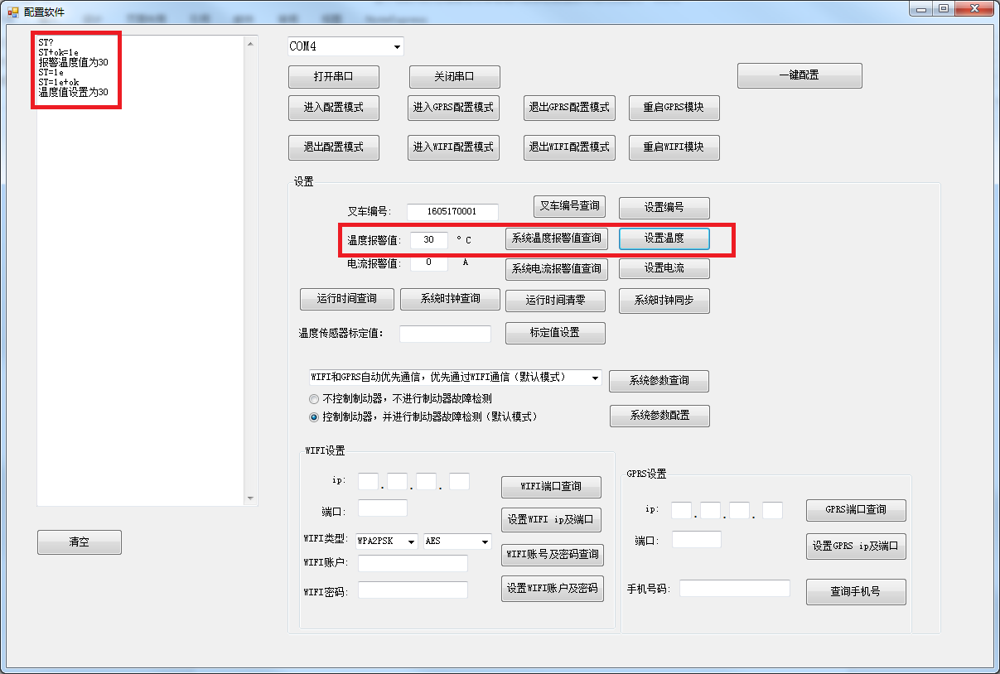 配置软件
ST?
ST+ok=1e
报警温度值为30
ST=1e
ST=1e+ok
温度值设置为30
清空
COM4
打开串口
关闭串口
一键配置
进入配置模式
进入GPRS配置模式
退出GPRS配置模式
重启GPRS模块
退出配置模式
进入WIFI配置模式
退出WIFI配置模式
重启WIFI模块
设置
叉车编号:
1605170001
叉车编号查询
设置编号
温度报警值:
30
° C
系统温度报警值查询
设置温度
电流报警值:
0
A
系统电流报警值查询
设置电流
运行时间查询
系统时钟查询
运行时间清零
系统时钟同步
温度传感器标定值:
标定值设置
WIFI和GPRS自动优先通信，优先通过WIFI通信（默认模式）
系统参数查询
不控制制动器，不进行制动器故障检测
控制制动器，并进行制动器故障检测（默认模式）
系统参数配置
WIFI设置
ip:
. . .
WIFI端口查询
端口:
设置WIFI ip及端口
WIFI类型:
WPA2PSK
AES
WIFI账户:
WIFI账号及密码查询
WIFI密码:
设置WIFI账户及密码
GPRS设置
ip:
. . .
GPRS端口查询
端口:
设置GPRS ip及端口
手机号码:
查询手机号